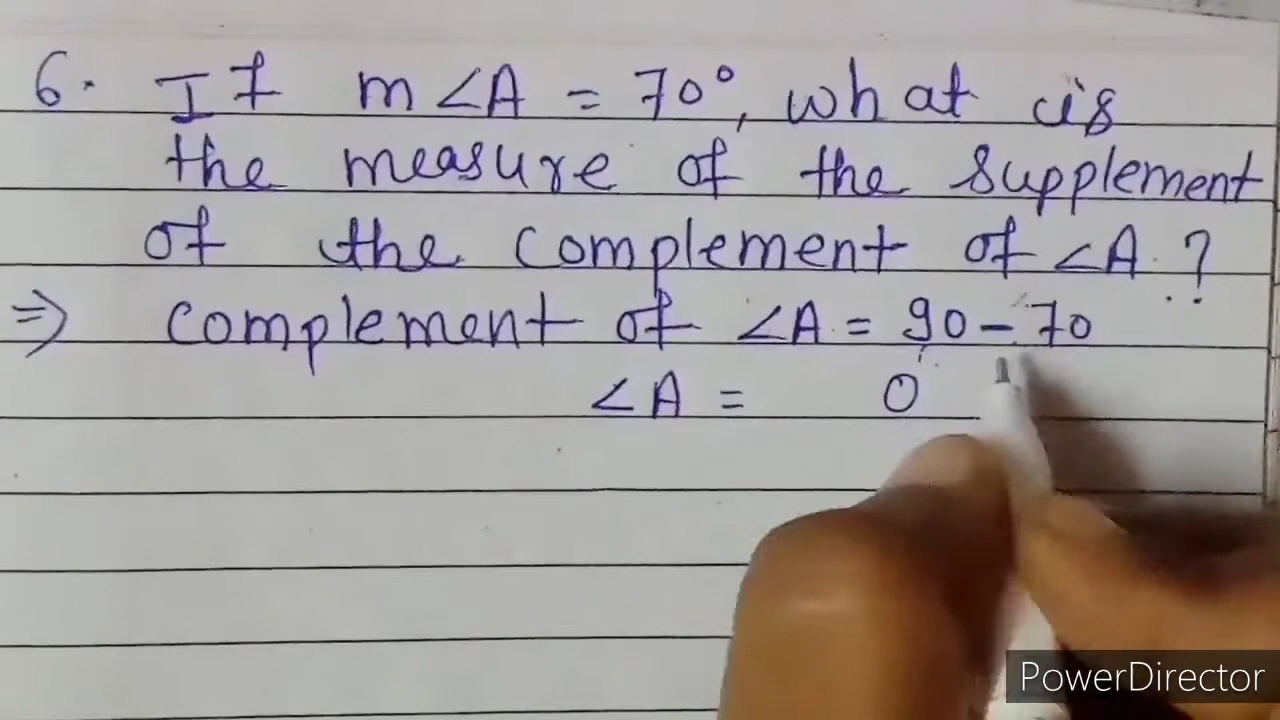 6. If m∠A = 70°, what is
the measure of the supplement
of the complement of ∠A ?
=> complement of ∠A = 90-70
∠A = 0
PowerDirector